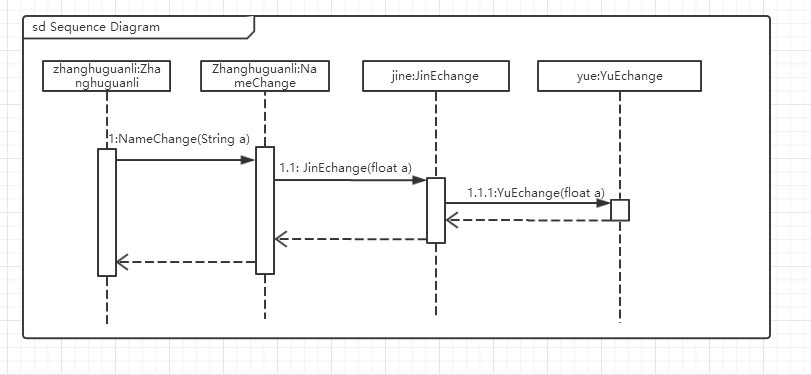 sd Sequence Diagram
zhanghuguanli:Zha
nghuguanli
Zhanghuguanli:Na
meChange
jine:JinEchange
yue:YuEchange
1:NameChange(String a)
1.1: JinEchange(float a)
1.1.1:YuEchange(float a)